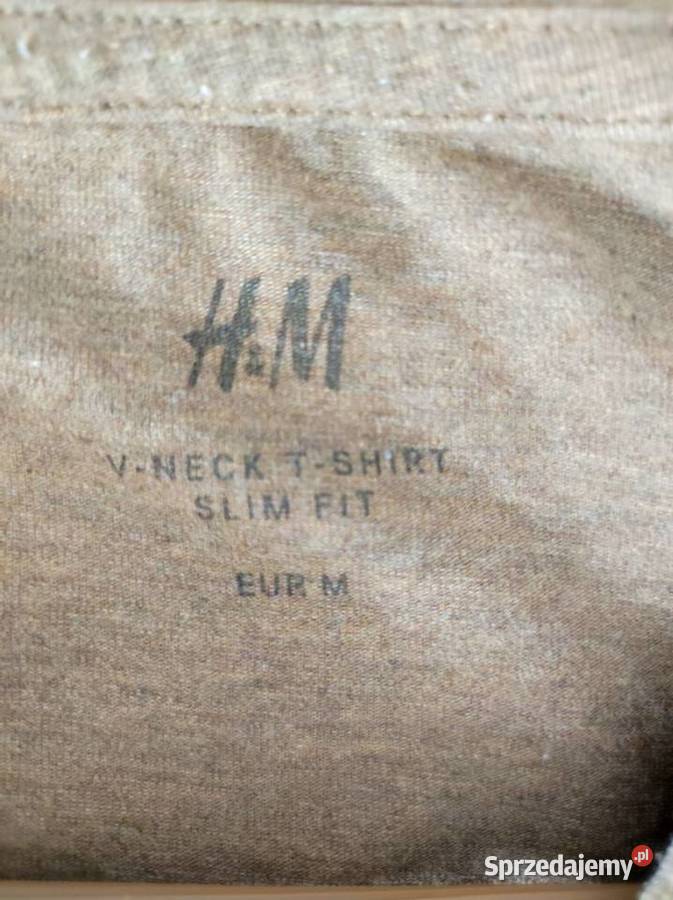 H&M
V-NECK T-SHIRT
SLIM FIT
EUR M
Sprzedajemy.pl